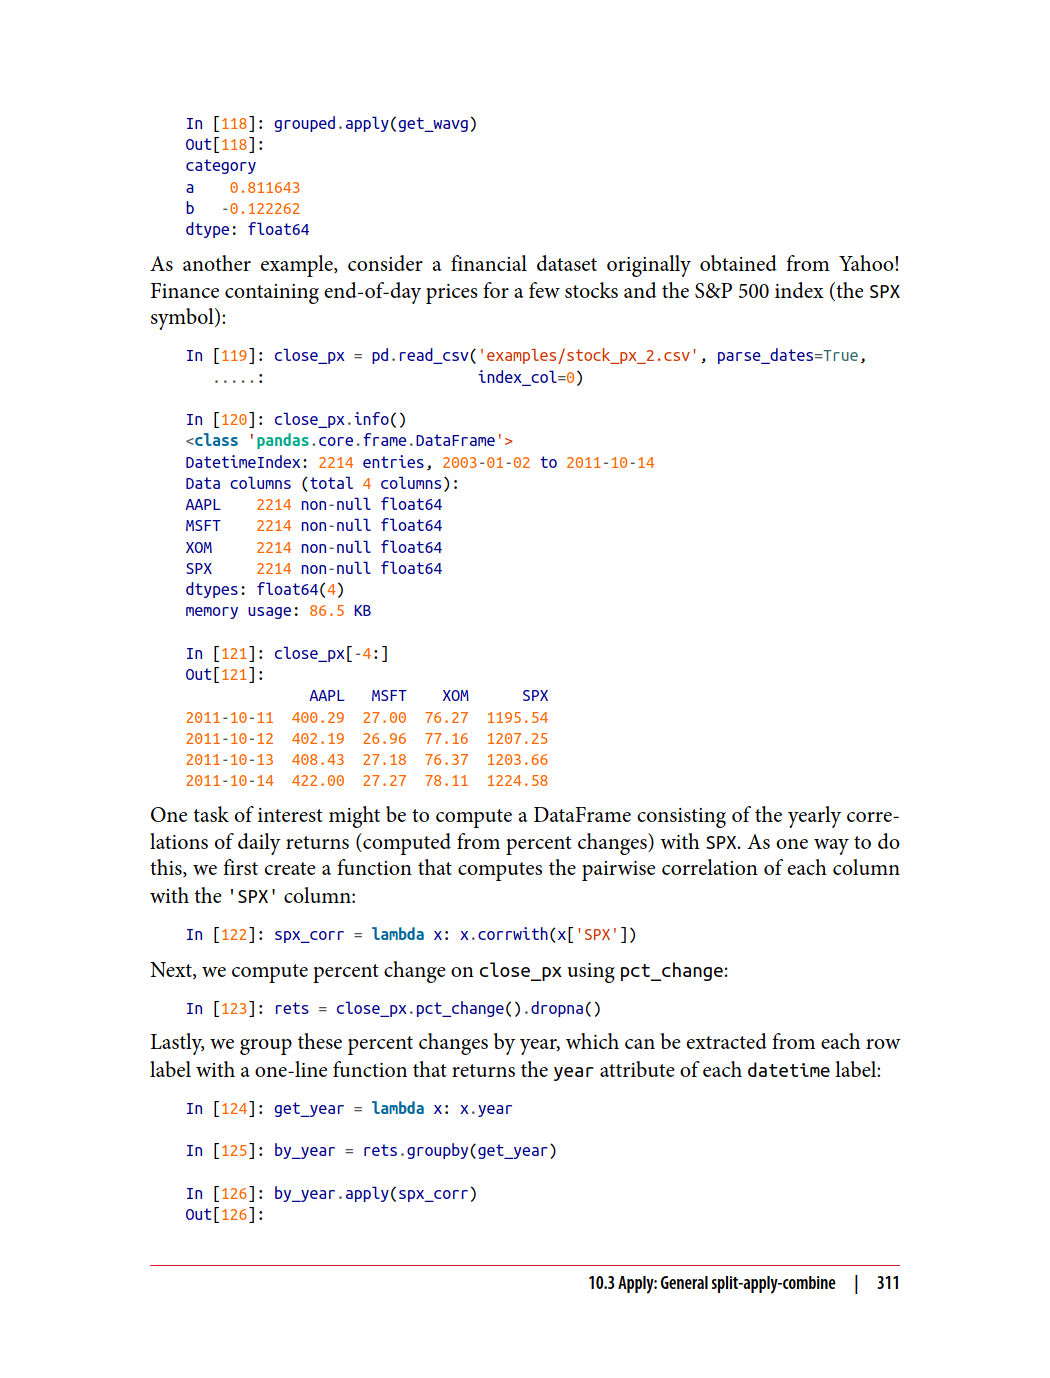 In [118]: grouped.apply(get_wavg)
Out[118]:
category
a    0.811643
b   -0.122262
dtype: float64
As another example, consider a financial dataset originally obtained from Yahoo!
Finance containing end-of-day prices for a few stocks and the S&P 500 index (the SPX
symbol):
In [119]: close_px = pd.read_csv('examples/stock_px_2.csv', parse_dates=True,
   .....:                        index_col=0)
In [120]: close_px.info()
<class 'pandas.core.frame.DataFrame'>
DatetimeIndex: 2214 entries, 2003-01-02 to 2011-10-14
Data columns (total 4 columns):
AAPL    2214 non-null float64
MSFT    2214 non-null float64
XOM     2214 non-null float64
SPX     2214 non-null float64
dtypes: float64(4)
memory usage: 86.5 KB
In [121]: close_px[-4:]
Out[121]:
              AAPL   MSFT    XOM      SPX
2011-10-11  400.29  27.00  76.27  1195.54
2011-10-12  402.19  26.96  77.16  1207.25
2011-10-13  408.43  27.18  76.37  1203.66
2011-10-14  422.00  27.27  78.11  1224.58
One task of interest might be to compute a DataFrame consisting of the yearly corre-
lations of daily returns (computed from percent changes) with SPX. As one way to do
this, we first create a function that computes the pairwise correlation of each column
with the 'SPX' column:
In [122]: spx_corr = lambda x: x.corrwith(x['SPX'])
Next, we compute percent change on close_px using pct_change:
In [123]: rets = close_px.pct_change().dropna()
Lastly, we group these percent changes by year, which can be extracted from each row
label with a one-line function that returns the year attribute of each datetime label:
In [124]: get_year = lambda x: x.year
In [125]: by_year = rets.groupby(get_year)
In [126]: by_year.apply(spx_corr)
Out[126]:
10.3 Apply: General split-apply-combine | 311